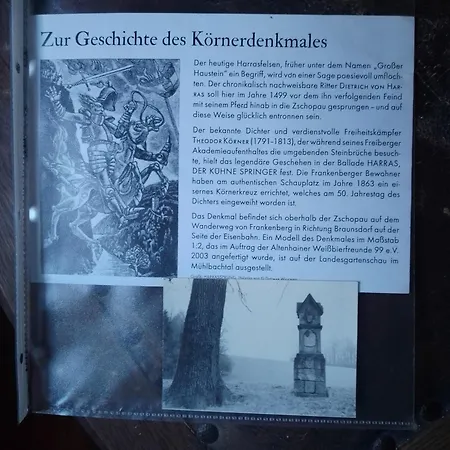 Zur Geschichte des Körnerdenkmales
Der heutige Harrasfelsen, früher unter dem Namen „Großer
Haustein" ein Begriff, wird von einer Sage poesievoll umfloch-
ten. Der chronikalisch nachweisbare Ritter Dietrich von Har-
ras soll hier im Jahre 1499 vor dem ihn verfolgenden Feind
mit seinem Pferd hinab in die Zschopau gesprungen – und auf
diese Weise glücklich entronnen sein.
Der bekannte Dichter und verdienstvolle Freiheitskämpfer
Theodor Körner (1791–1813), der während seines Freiberger
Akademieaufenthaltes die umgebenden Steinbrüche besuch-
te, hielt das legendäre Geschehen in der Ballade HARRAS,
DER KÜHNE SPRINGER fest. Die Frankenberger Bewohner
haben am authentischen Schauplatz im Jahre 1863 ein ei-
sernes Körnerkreuz errichtet, welches am 50. Jahrestag des
Dichters eingeweiht worden ist.
Das Denkmal befindet sich oberhalb der Zschopau auf dem
Wanderweg von Frankenberg in Richtung Braunsdorf auf der
Seite der Eisenbahn. Ein Modell des Denkmales im Maßstab
1:2, das im Auftrag der Altenhainer Weißbierfreunde 99 e.V.
2003 angefertigt wurde, ist auf der Landesgartenschau im
Mühlbachtal ausgestellt.